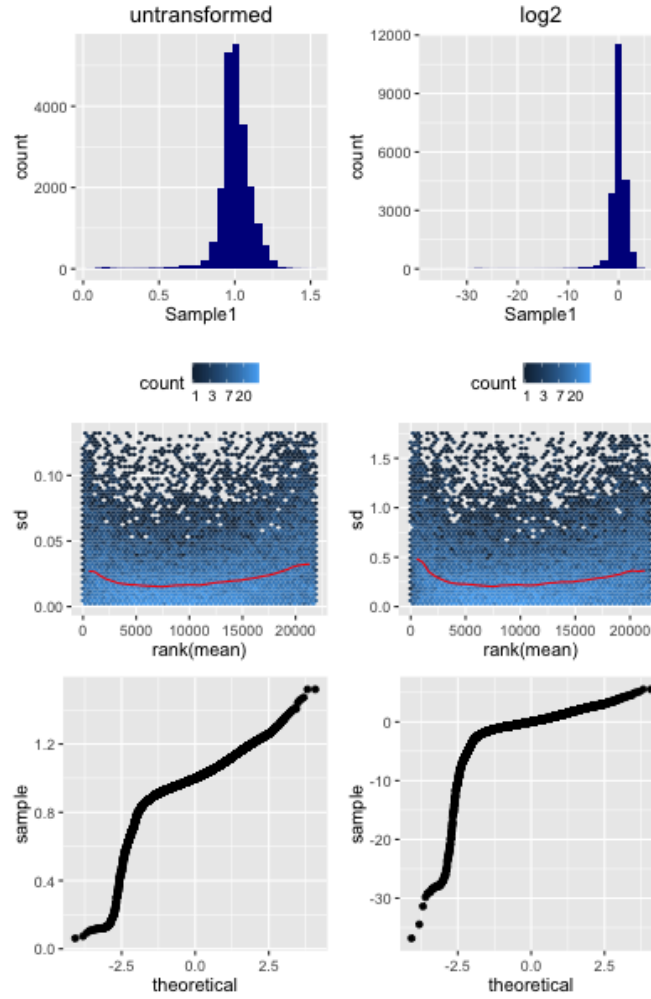 untransformed
log2
count
4000
2000
0
0.0 0.5 1.0 1.5
Sample1
count
12000
9000
6000
3000
0
-30 -20 -10 0
Sample1
count
1 3 7 20
count
1 3 7 20
sd
0.10
0.05
0.00
0 5000 10000 15000 20000
rank(mean)
sd
1.5
1.0
0.5
0.0
0 5000 10000 15000 20000
rank(mean)
sample
1.2
0.8
0.4
0.0
-2.5 0.0 2.5
theoretical
sample
0
-10
-20
-30
-2.5 0.0 2.5
theoretical